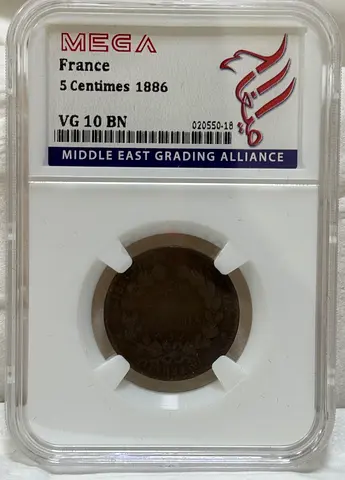 MEGA
France
5 Centimes 1886
VG 10 BN
020550-18
MIDDLE EAST GRADING ALLIANCE